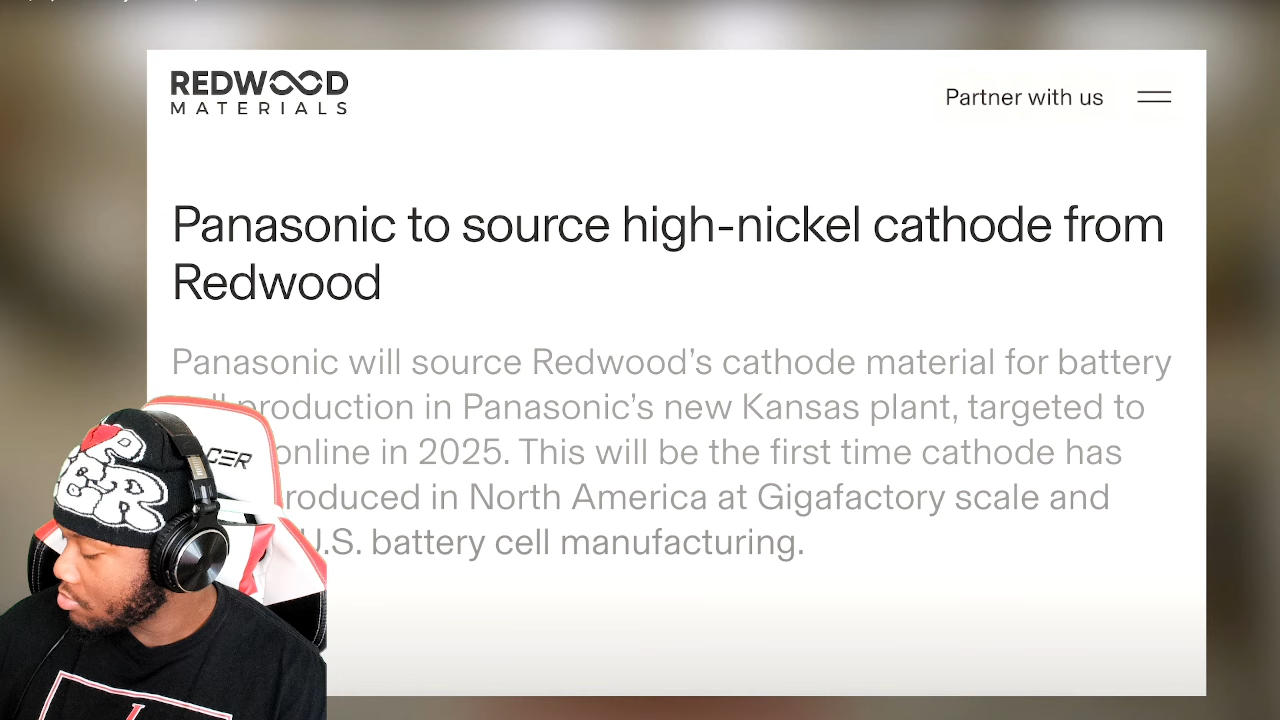 REDWOOD
MATERIALS
Partner with us
Panasonic to source high-nickel cathode from
Redwood
Panasonic will source Redwood’s cathode material for battery
production in Panasonic’s new Kansas plant, targeted to
online in 2025. This will be the first time cathode has
roduced in North America at Gigafactory scale and
U.S. battery cell manufacturing.
CER